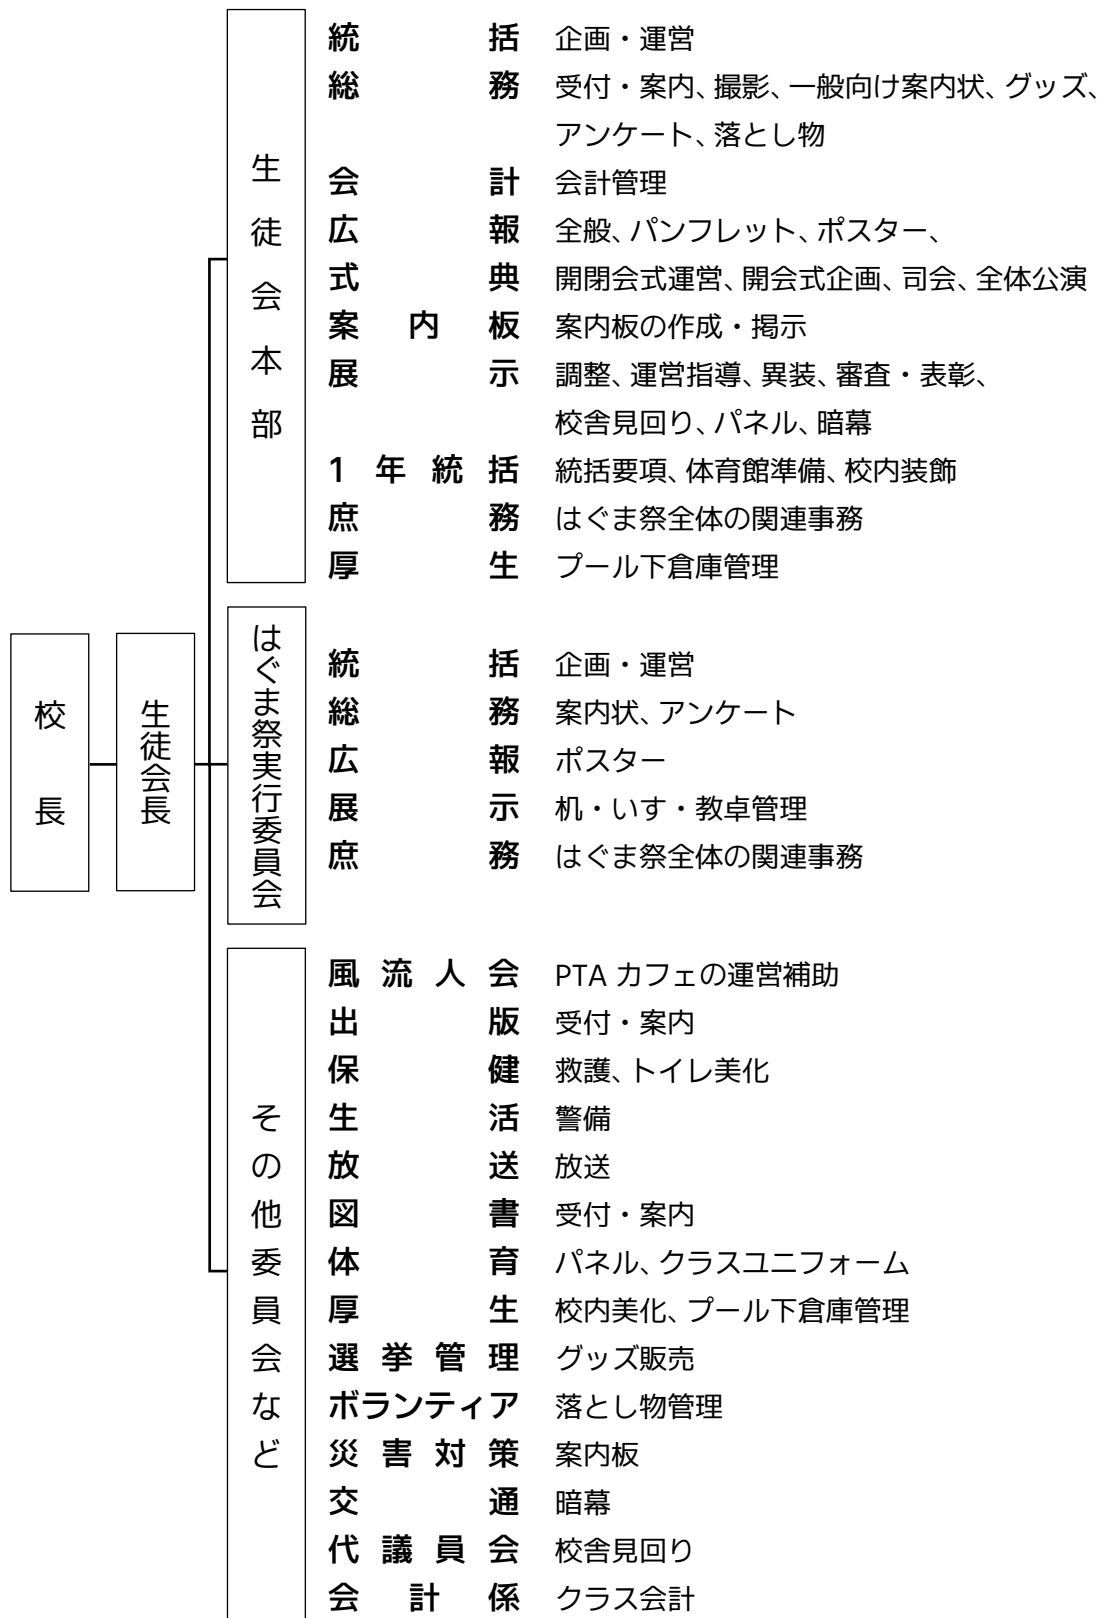 校長
生徒会長
生徒会本部
統括 企画・運営
総務 受付・案内、撮影、一般向け案内状、グッズ、
アンケート、落とし物
会計 会計管理
広報 全般、パンフレット、ポスター、
式典 開閉会式運営、開会式企画、司会、全体公演
案内板 案内板の作成・掲示
展示 調整、運営指導、異装、審査・表彰、
校舎見回り、パネル、暗幕
1年統括 統括要項、体育館準備、校内装飾
庶務 はぐま祭全体の関連事務
厚生 プール下倉庫管理
はぐま祭実行委員会
統括 企画・運営
総務 案内状、アンケート
広報 ポスター
展示 机・いす・教卓管理
庶務 はぐま祭全体の関連事務
その他委員会など
風流人会 PTA カフェの運営補助
出版 受付・案内
保健 救護、トイレ美化
生活 警備
放送 放送
図書 受付・案内
体育 パネル、クラスユニフォーム
厚生 校内美化、プール下倉庫管理
選挙管理 グッズ販売
ボランティア 落とし物管理
災害対策 案内板
交通 暗幕
代議員会 校舎見回り
会計係 クラス会計